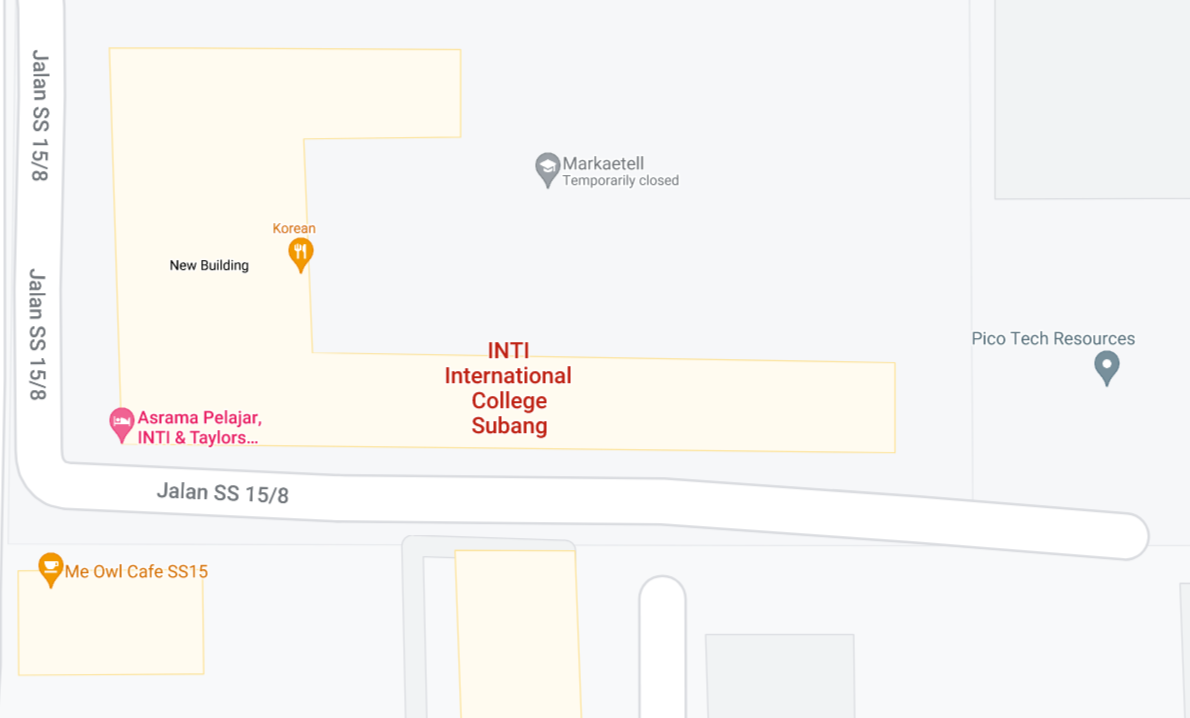 Jalan SS 15/8
Markaetell
Temporarily closed
Korean
New Building
Jalan SS 15/8
Pico Tech Resources
INTI
International
College
Subang
Asrama Pelajar,
INTI & Taylors...
Jalan SS 15/8
Me Owl Cafe SS15